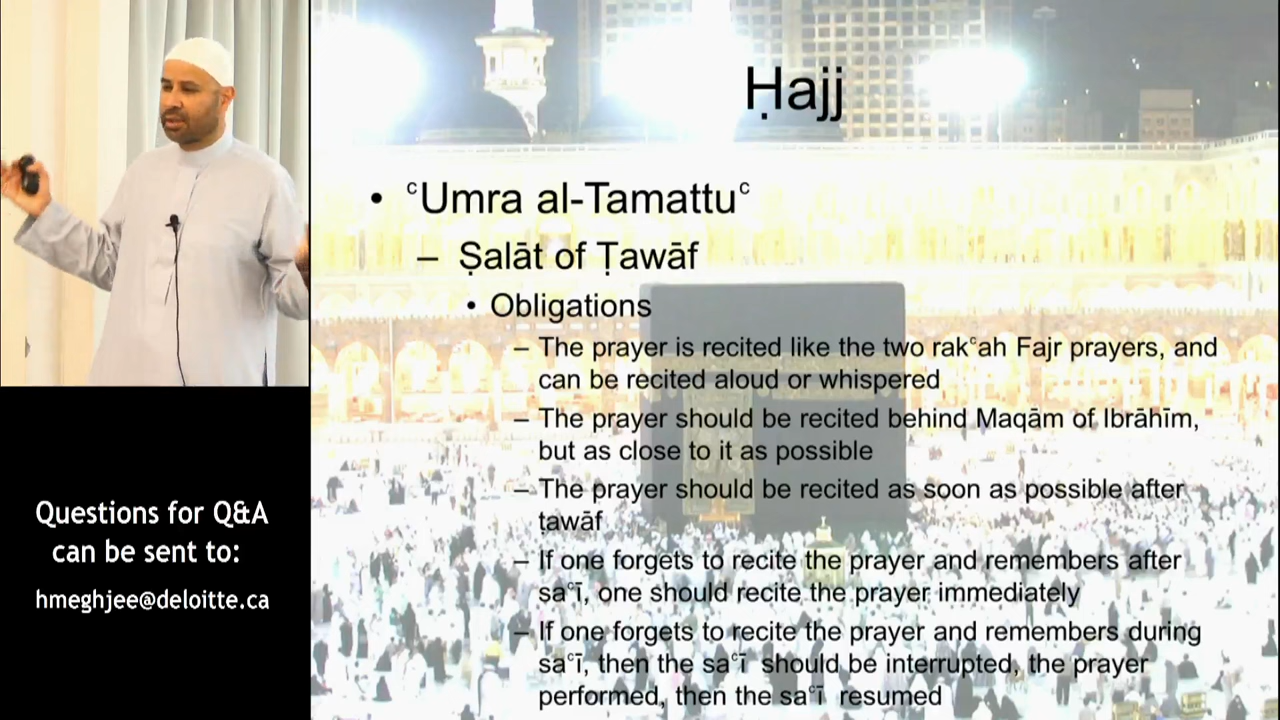 Ḥajj
• ᶜUmra al-Tamattuᶜ
– Ṣalāt of Ṭawāf
• Obligations
– The prayer is recited like the two rakᶜah Fajr prayers, and
can be recited aloud or whispered
– The prayer should be recited behind Maqām of Ibrāhīm,
but as close to it as possible
– The prayer should be recited as soon as possible after
ṭawāf
– If one forgets to recite the prayer and remembers after
saᶜī, one should recite the prayer immediately
– If one forgets to recite the prayer and remembers during
saᶜī, then the saᶜī should be interrupted, the prayer
performed, then the saᶜī resumed
Questions for Q&A
can be sent to:
hmeghjee@deloitte.ca